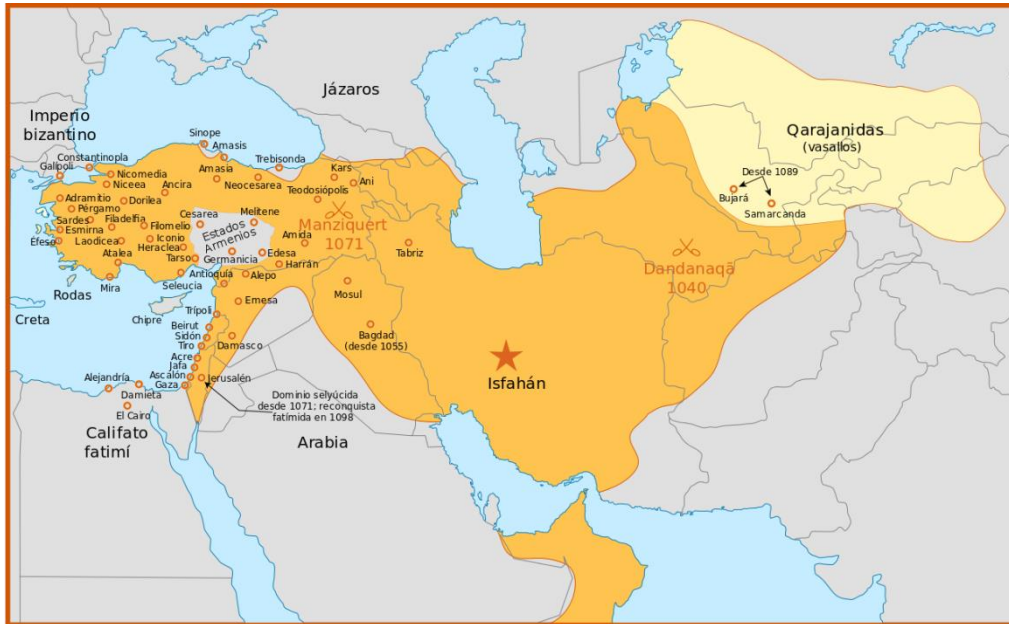 Jázaros
Imperio
bizantino
Qarajanidas
(vasallos)
Desde 1089
Bujará
Samarcanda
Sinope
Amasis
Constantinopla
Trebisonda
Galípoli
Nicomedia
Niceea
Ancira
Amasia
Neocesarea
Kars
Ani
Teodosiópolis
Adramitio
Pérgamo
Dorilea
Sardes
Filadelfia
Filomelio
Cesarea
Melitene
Estados
Armenios
Manziquert
1071
Esmirna
Iconio
Éfeso
Laodicea
Heraclea
Amida
Edesa
Tabriz
Dandanaqã
1040
Atalea
Tarso
Germanicia
Harrán
Mira
Seleucia
Antioquía
Alepo
Rodas
Mosul
Emesa
Creta
Chipre
Trípoli
Beirut
Sidón
Tiro
Damasco
Bagdad
(desde 1055)
Acre
Jafa
Isfahán
Ascalón
Jerusalén
Gaza
Alejandría
Damieta
El Cairo
Dominio selyúcida
desde 1071; reconquista
fatímida en 1098
Califato
fatimí
Arabia